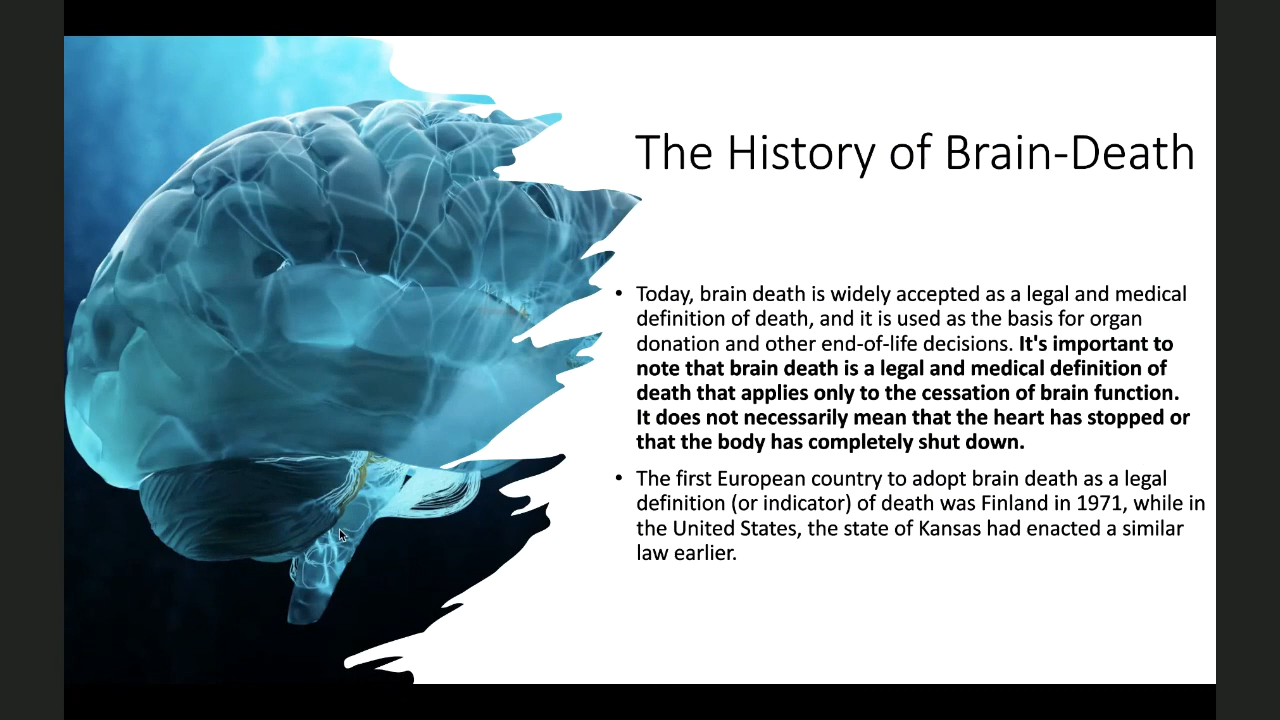 The History of Brain-Death
• Today, brain death is widely accepted as a legal and medical
definition of death, and it is used as the basis for organ
donation and other end-of-life decisions. It's important to
note that brain death is a legal and medical definition of
death that applies only to the cessation of brain function.
It does not necessarily mean that the heart has stopped or
that the body has completely shut down.
• The first European country to adopt brain death as a legal
definition (or indicator) of death was Finland in 1971, while in
the United States, the state of Kansas had enacted a similar
law earlier.